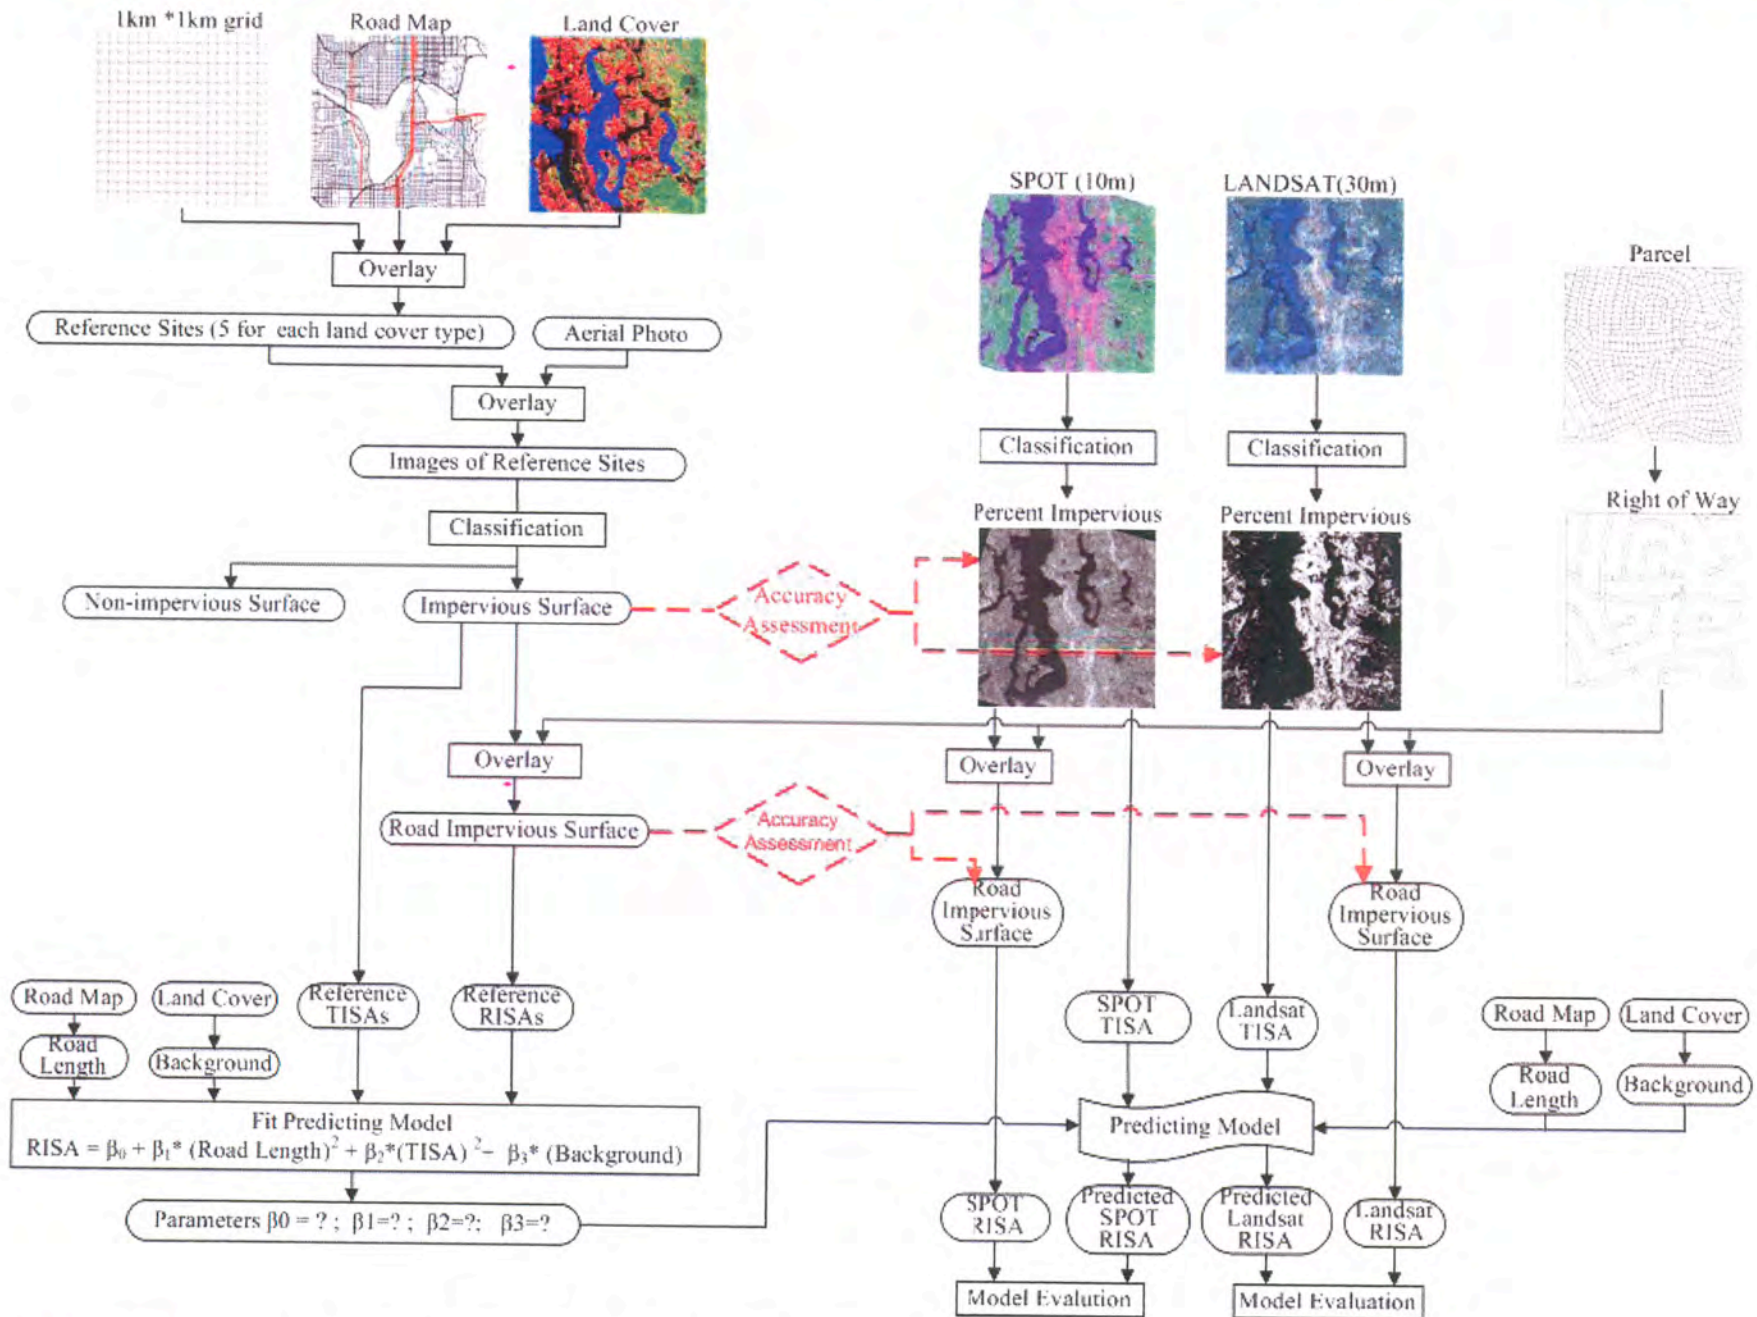 1km *1km grid
Road Map
Land Cover
SPOT (10m)
LANDSAT(30m)
Parcel
Overlay
Reference Sites (5 for each land cover type)
Aerial Photo
Overlay
Images of Reference Sites
Classification
Classification
Classification
Percent Impervious
Percent Impervious
Right of Way
Non-impervious Surface
Impervious Surface
Accuracy
Assessment
Overlay
Overlay
Overlay
Road Impervious Surface
Accuracy
Assessment
Road
Impervious
Surface
Road
Impervious
Surface
Road Map
Land Cover
Reference
TISAs
Reference
RISAs
SPOT
TISA
Landsat
TISA
Road Map
Land Cover
Road
Length
Background
Road
Length
Background
Fit Predicting Model
RISA = β₀ + β₁* (Road Length)² + β₂*(TISA) ² – β₃* (Background)
Predicting Model
Parameters β0 = ? ; β1=? ; β2=?; β3=?
SPOT
RISA
Predicted
SPOT
RISA
Predicted
Landsat
RISA
Landsat
RISA
Model Evalution
Model Evaluation